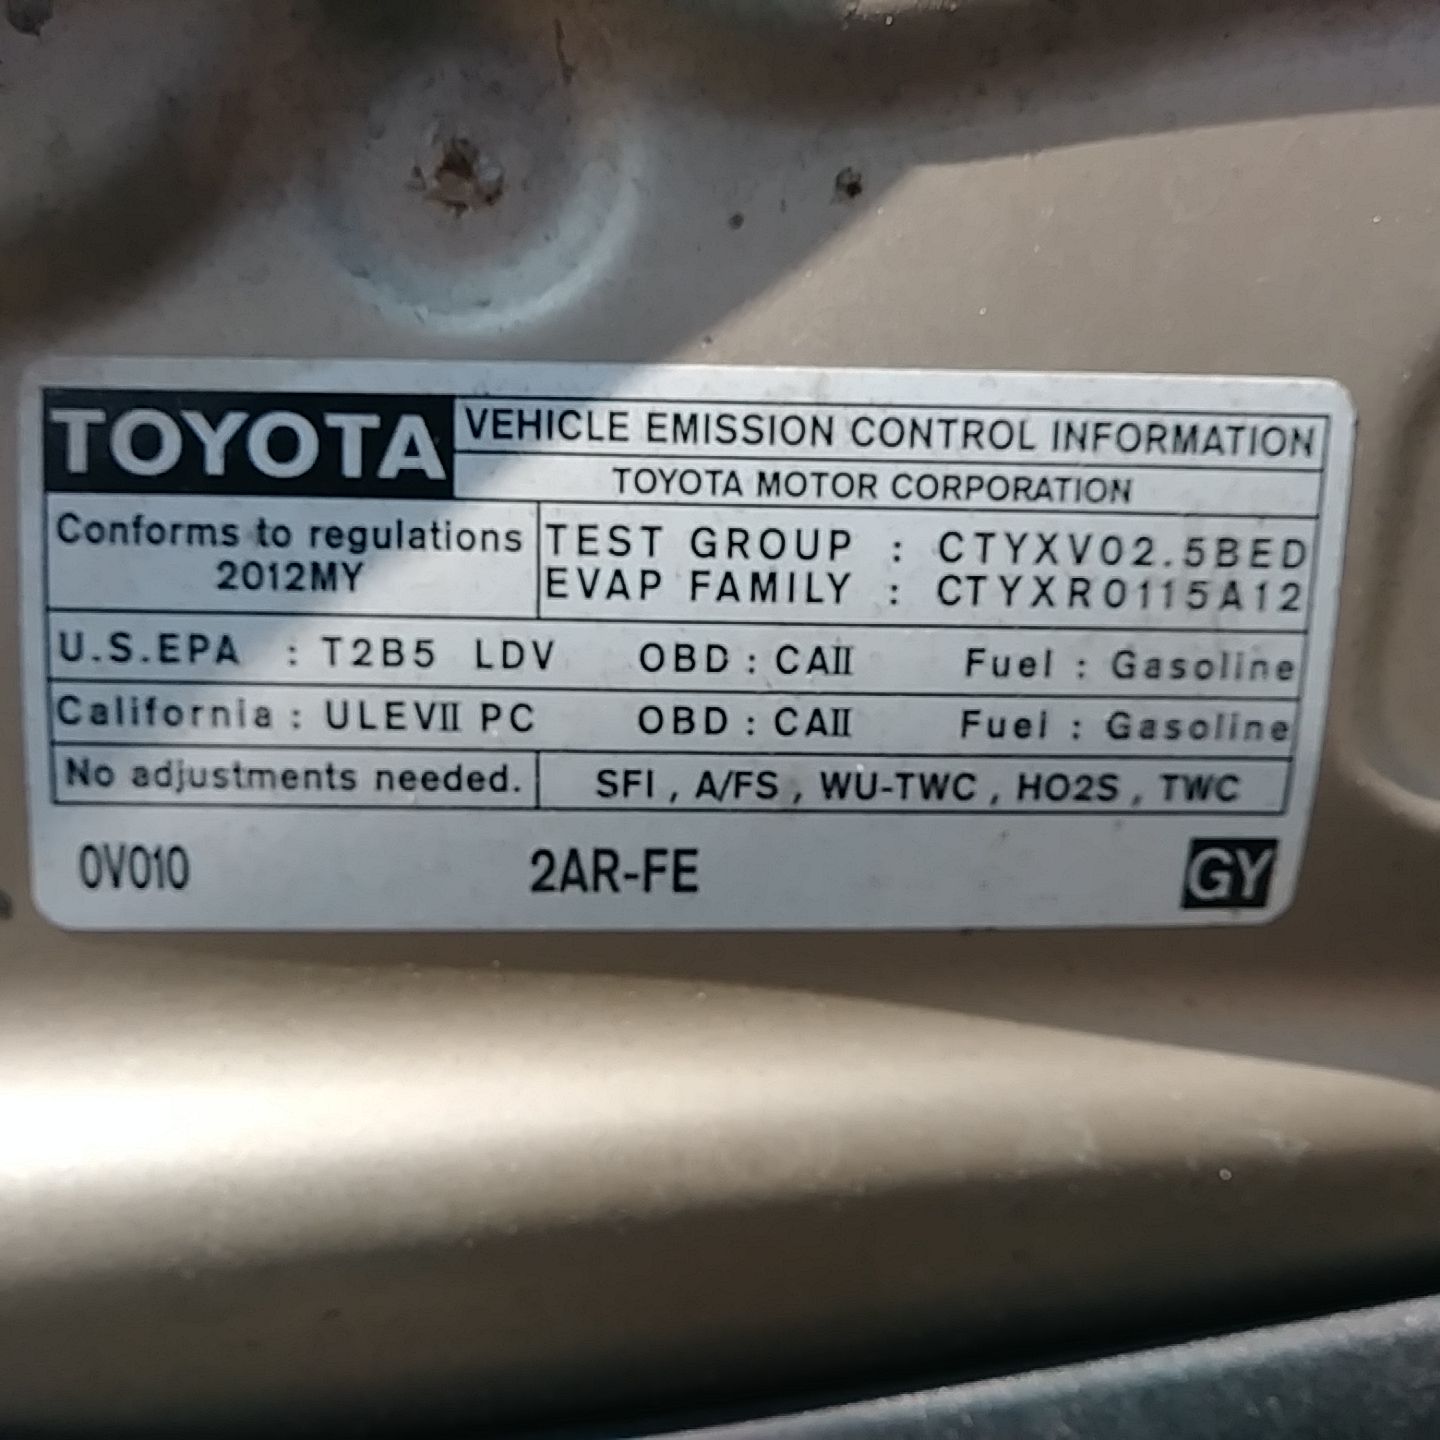 TOYOTA
VEHICLE EMISSION CONTROL INFORMATION
TOYOTA MOTOR CORPORATION
Conforms to regulations
2012MY
TEST GROUP : CTYXV02.5BED
EVAP FAMILY : CTYXR0115A12
U.S.EPA : T2B5 LDV OBD : CAII Fuel : Gasoline
California : ULEVII PC OBD : CAII Fuel : Gasoline
No adjustments needed. SFI , A/FS , WU-TWC , HO2S , TWC
0V010 2AR-FE GY